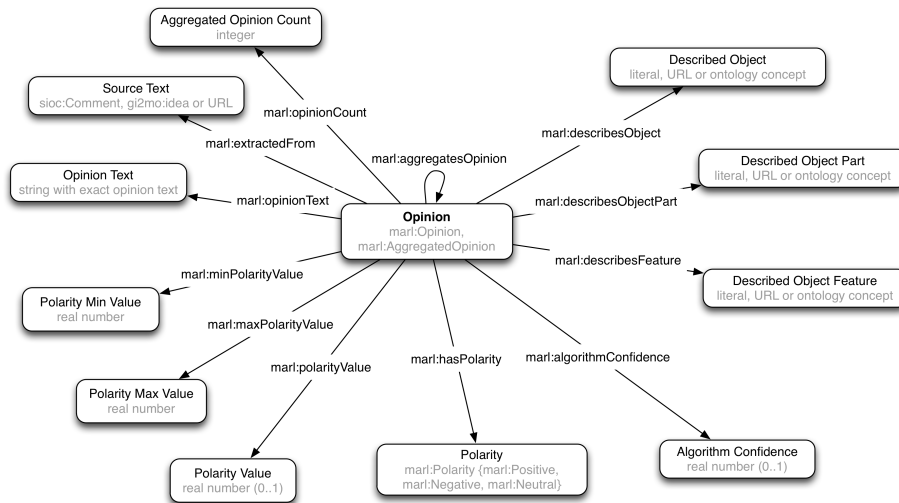 Aggregated Opinion Count
integer
Described Object
literal, URL or ontology concept
Source Text
sioc:Comment, gi2mo:idea or URL
marl:opinionCount
marl:describesObject
marl:extractedFrom
marl:aggregatesOpinion
Described Object Part
literal, URL or ontology concept
Opinion Text
string with exact opinion text
marl:opinionText
marl:describesObjectPart
Opinion
marl:Opinion,
marl:AggregatedOpinion
marl:describesFeature
marl:minPolarityValue
Described Object Feature
literal, URL or ontology concept
Polarity Min Value
real number
marl:maxPolarityValue
marl:polarityValue
marl:hasPolarity
marl:algorithmConfidence
Polarity Max Value
real number
Polarity
marl:Polarity {marl:Positive,
marl:Negative, marl:Neutral}
Algorithm Confidence
real number (0..1)
Polarity Value
real number (0..1)